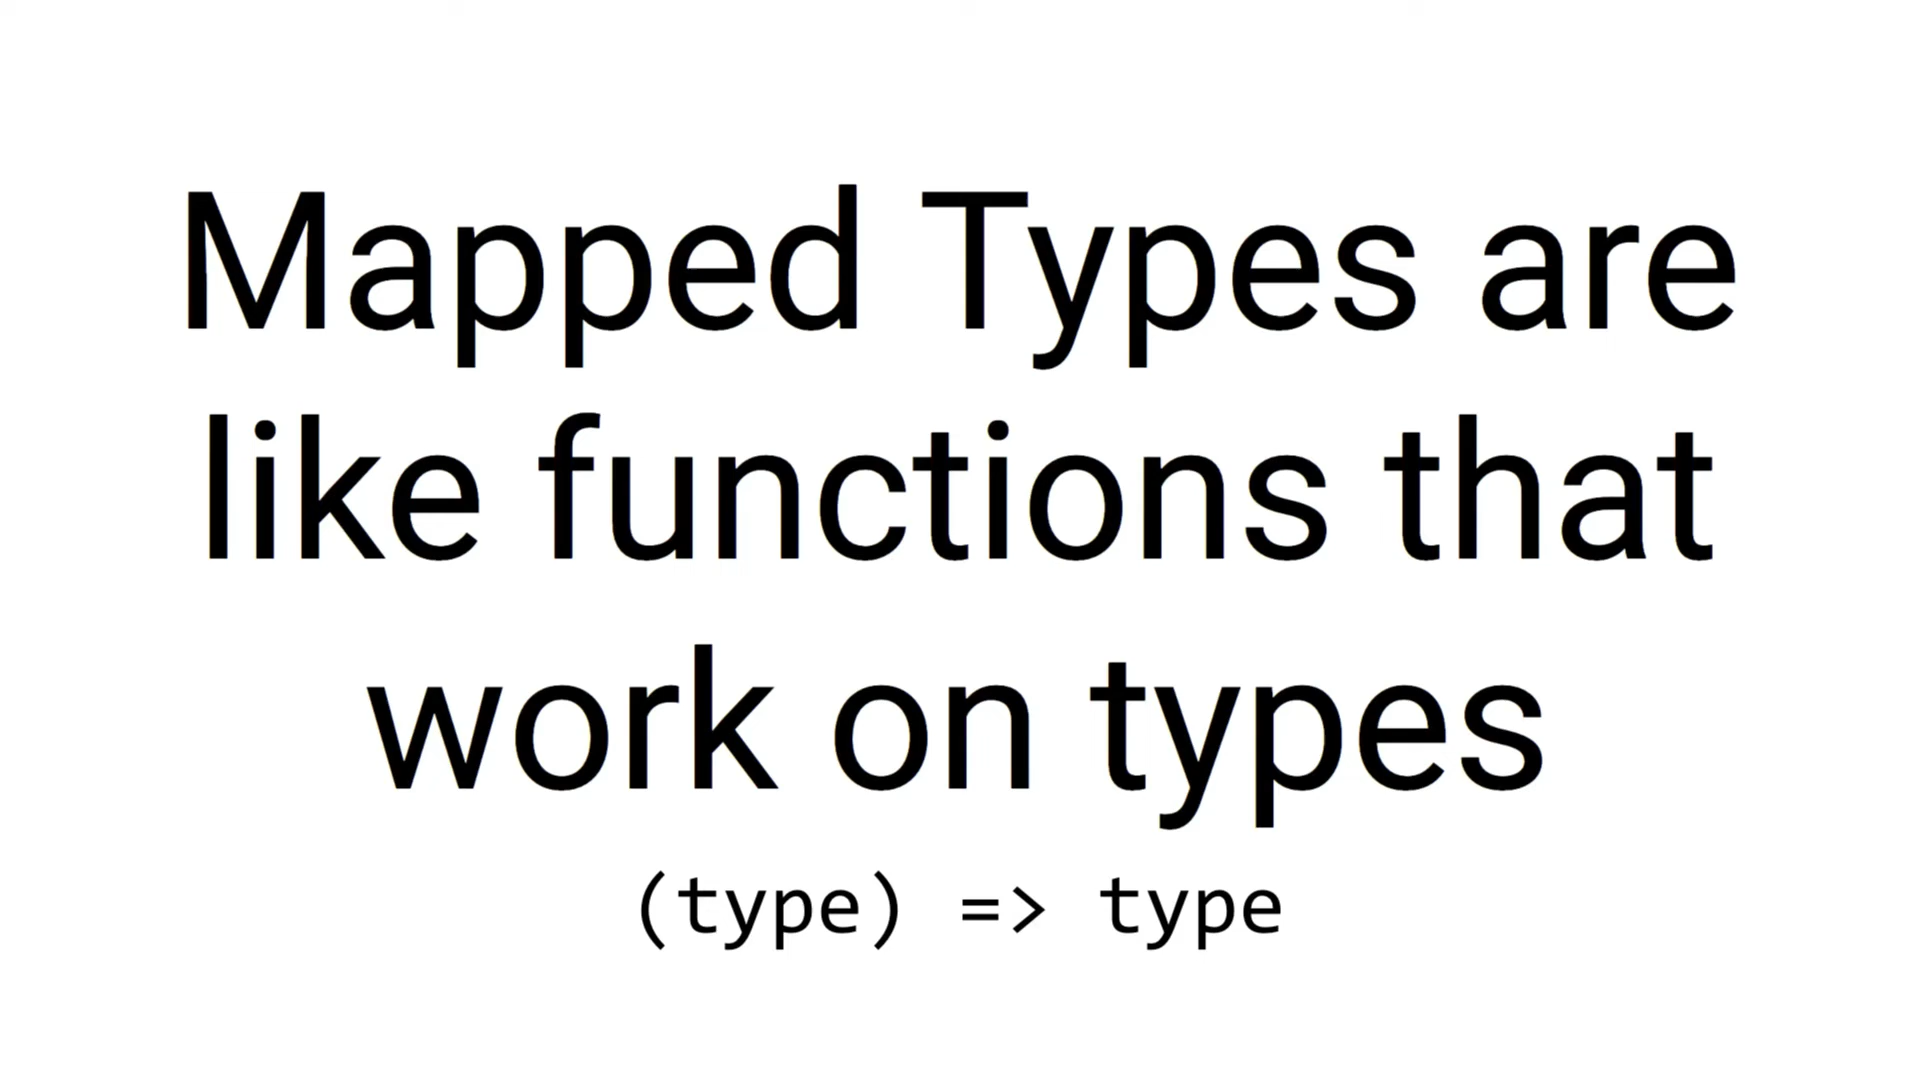 Mapped Types are
like functions that
work on types
(type) => type